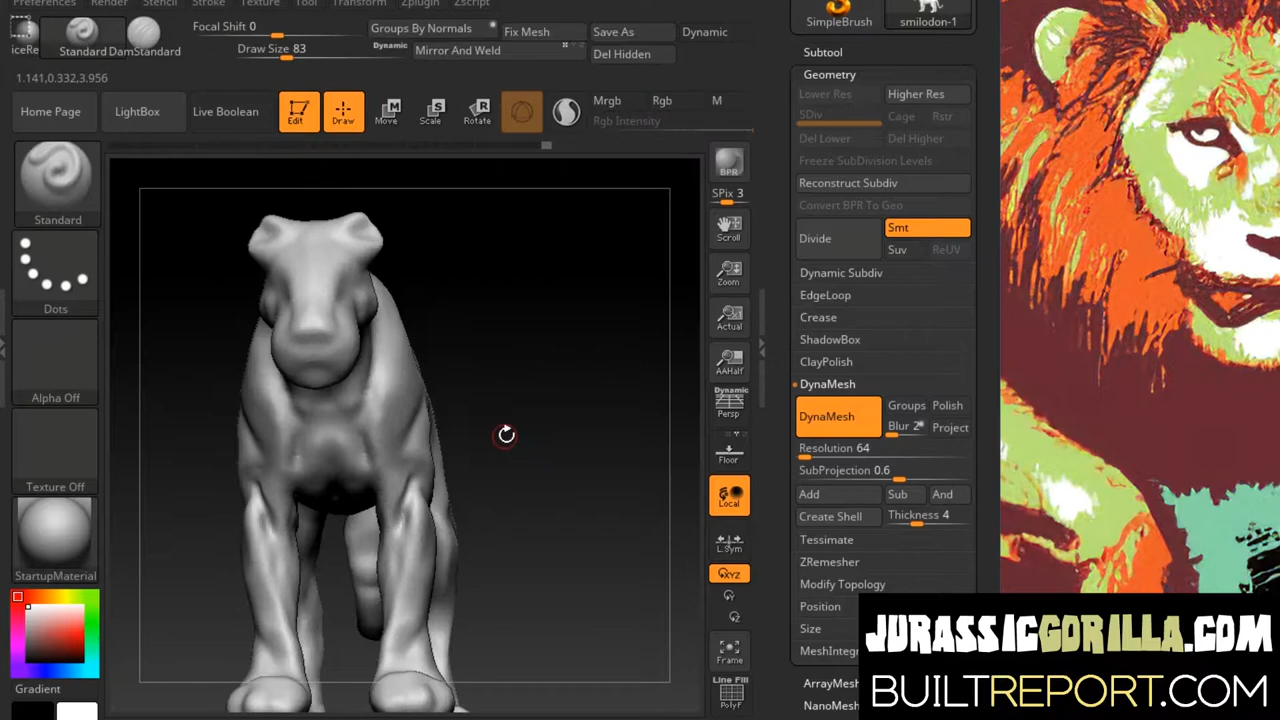 Preferences Render Stencil Stroke Texture Tool Transform Zplugin Zscript
iceRe
Standard
DamStandard
Focal Shift 0
Draw Size 83
Dynamic
Groups By Normals
Mirror And Weld
Fix Mesh
Save As
Del Hidden
Dynamic
1.141,0.332,3.956
Home Page
LightBox
Live Boolean
Edit
Draw
Move
Scale
Rotate
Mrgb
Rgb
M
Rgb Intensity
Standard
Dots
Alpha Off
Texture Off
StartupMaterial
Gradient
BPR
SPix 3
Scroll
Zoom
Actual
AAHalf
Dynamic
Persp
Floor
Local
L.Sym
XYZ
Y
Z
Frame
Line Fill
PolyF
SimpleBrush
smilodon-1
Subtool
Geometry
Lower Res
Higher Res
SDiv
Cage
Rstr
Del Lower
Del Higher
Freeze SubDivision Levels
Reconstruct Subdiv
Convert BPR To Geo
Divide
Smt
Suv
ReUV
Dynamic Subdiv
EdgeLoop
Crease
ShadowBox
ClayPolish
DynaMesh
DynaMesh
Groups
Polish
Blur 2
Project
Resolution 64
SubProjection 0.6
Add
Sub
And
Create Shell
Thickness 4
Tessimate
ZRemesher
Modify Topology
Position
Size
MeshInteg
ArrayMesh
NanoMes
JURASSICGORILLA.COM
BUILTREPORT.COM